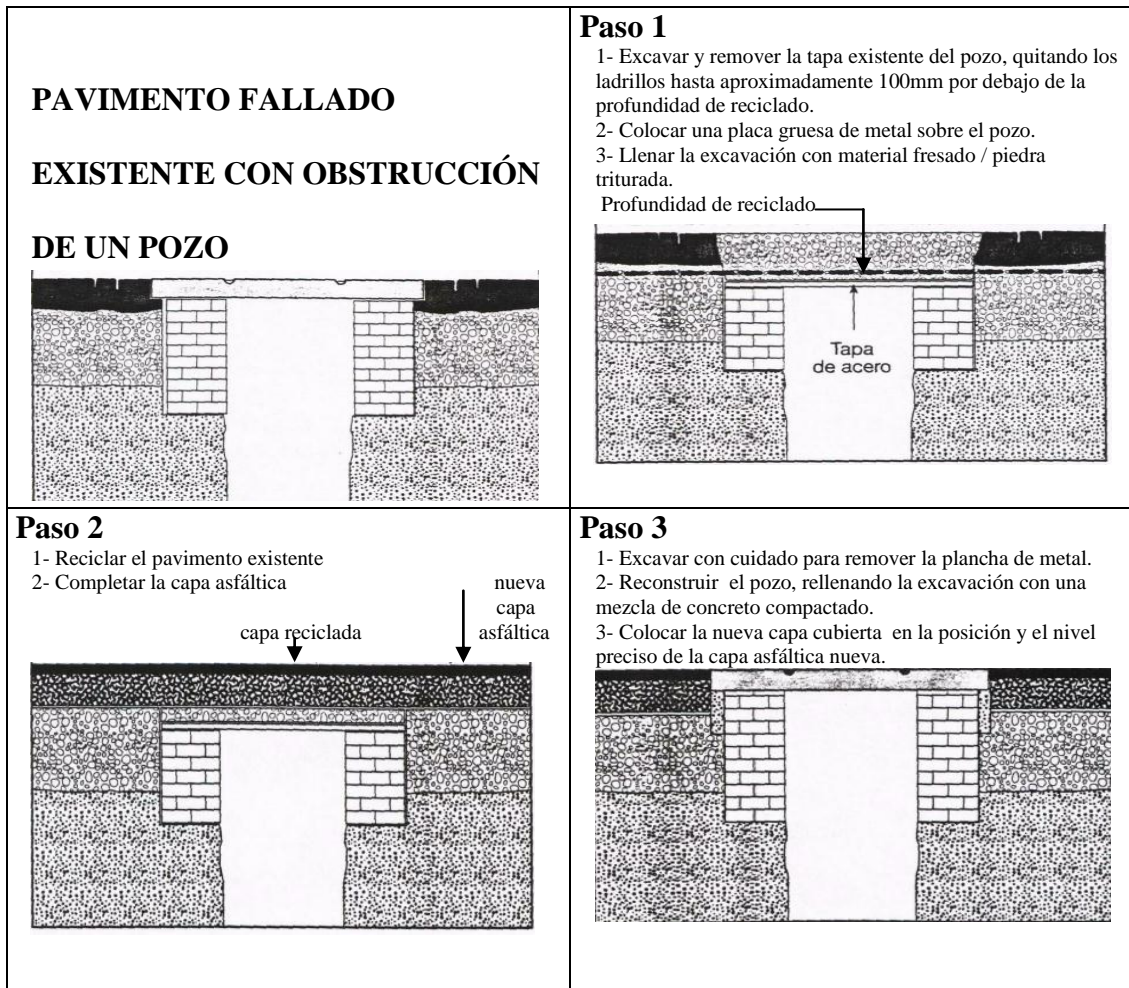 PAVIMENTO FALLADO
EXISTENTE CON OBSTRUCCIÓN
DE UN POZO
Paso 1
1- Excavar y remover la tapa existente del pozo, quitando los
ladrillos hasta aproximadamente 100mm por debajo de la
profundidad de reciclado.
2- Colocar una placa gruesa de metal sobre el pozo.
3- Llenar la excavación con material fresado / piedra
triturada.
Profundidad de reciclado
Tapa
de acero
Paso 2
1- Reciclar el pavimento existente
2- Completar la capa asfáltica
nueva
capa
asfáltica
capa reciclada
Paso 3
1- Excavar con cuidado para remover la plancha de metal.
2- Reconstruir el pozo, rellenando la excavación con una
mezcla de concreto compactado.
3- Colocar la nueva capa cubierta en la posición y el nivel
preciso de la capa asfáltica nueva.